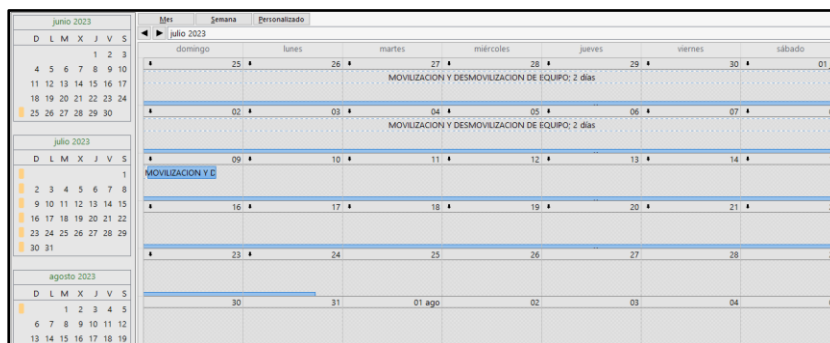 junio 2023
D L M X J V S
1 2 3
4 5 6 7 8 9 10
11 12 13 14 15 16 17
18 19 20 21 22 23 24
25 26 27 28 29 30
julio 2023
D L M X J V S
1
2 3 4 5 6 7 8
9 10 11 12 13 14 15
16 17 18 19 20 21 22
23 24 25 26 27 28 29
30 31
agosto 2023
D L M X J V S
1 2 3 4 5
6 7 8 9 10 11 12
13 14 15 16 17 18 19
Mes Semana Personalizado
julio 2023
domingo lunes martes miércoles jueves viernes sábado
25 26 27 28 29 30 01
MOVILIZACION Y DESMOVILIZACION DE EQUIPO; 2 días
02 03 04 05 06 07
MOVILIZACION Y DESMOVILIZACION DE EQUIPO; 2 días
09 10 11 12 13 14
MOVILIZACION Y D
16 17 18 19 20 21
23 24 25 26 27 28
30 31 01 ago 02 03 04